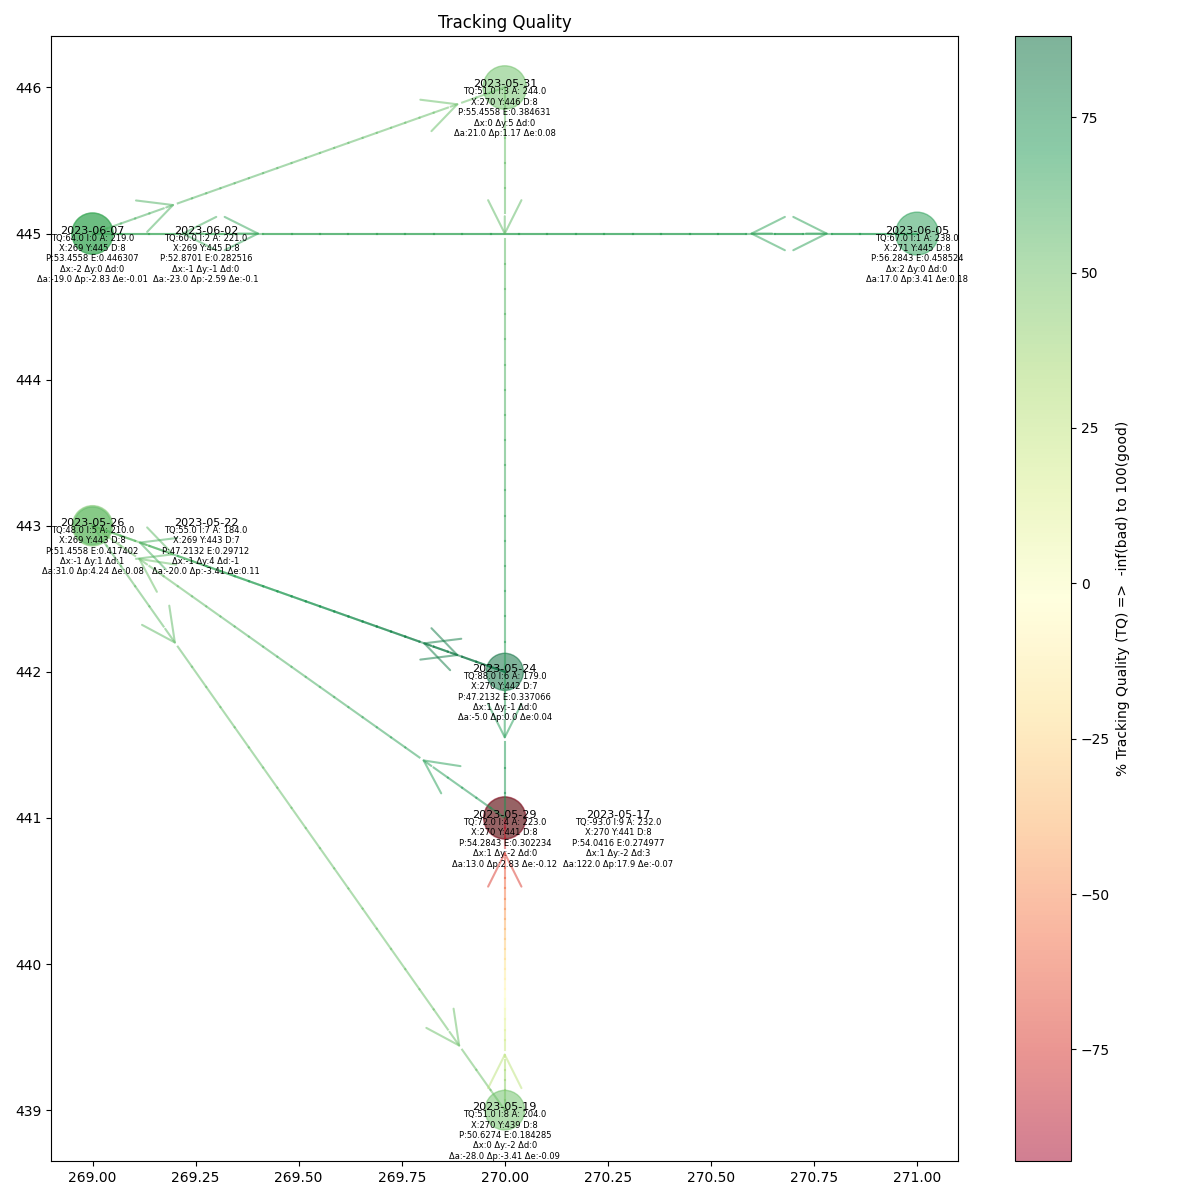 Tracking Quality
446
445
444
443
442
441
440
439
2023-05-31
TQ:51.0 I:3 A: 244.0
X:270 Y:446 D:8
P:55.4558 E:0.384631
Δx:0 Δy:5 Δd:0
Δa:21.0 Δp:1.17 Δe:0.08
2023-06-07
TQ:64.0 I:0 A: 219.0
X:269 Y:445 D:8
P:53.4558 E:0.446307
Δx:-2 Δy:0 Δd:0
Δa:-19.0 Δp:-2.83 Δe:-0.01
2023-06-02
TQ:60.0 I:2 A: 221.0
X:269 Y:445 D:8
P:52.8701 E:0.282516
Δx:-1 Δy:-1 Δd:0
Δa:-23.0 Δp:-2.59 Δe:-0.1
2023-06-05
TQ:67.0 I:1 A: 238.0
X:271 Y:445 D:8
P:56.2843 E:0.458524
Δx:2 Δy:0 Δd:0
Δa:17.0 Δp:3.41 Δe:0.18
2023-05-26
TQ:48.0 I:5 A: 210.0
X:269 Y:443 D:8
P:51.4558 E:0.417402
Δx:-1 Δy:1 Δd:1
Δa:31.0 Δp:4.24 Δe:0.08
2023-05-22
TQ:55.0 I:7 A: 184.0
X:269 Y:443 D:7
P:47.2132 E:0.29712
Δx:-1 Δy:4 Δd:-1
Δa:-20.0 Δp:-3.41 Δe:0.11
2023-05-24
TQ:88.0 I:6 A: 179.0
X:270 Y:442 D:7
P:47.2132 E:0.337066
Δx:1 Δy:-1 Δd:0
Δa:-5.0 Δp:0.0 Δe:0.04
2023-05-29
TQ:72.0 I:4 A: 223.0
X:270 Y:441 D:8
P:54.2843 E:0.302234
Δx:1 Δy:-2 Δd:0
Δa:13.0 Δp:2.83 Δe:-0.12
2023-05-17
TQ:-93.0 I:9 A: 232.0
X:270 Y:441 D:8
P:54.0416 E:0.274977
Δx:1 Δy:-2 Δd:3
Δa:122.0 Δp:17.9 Δe:-0.07
2023-05-19
TQ:51.0 I:8 A: 204.0
X:270 Y:439 D:8
P:50.6274 E:0.184285
Δx:0 Δy:-2 Δd:0
Δa:-28.0 Δp:-3.41 Δe:-0.09
269.00 269.25 269.50 269.75 270.00 270.25 270.50 270.75 271.00
75
50
25
0
−25
−50
−75
% Tracking Quality (TQ) => -inf(bad) to 100(good)